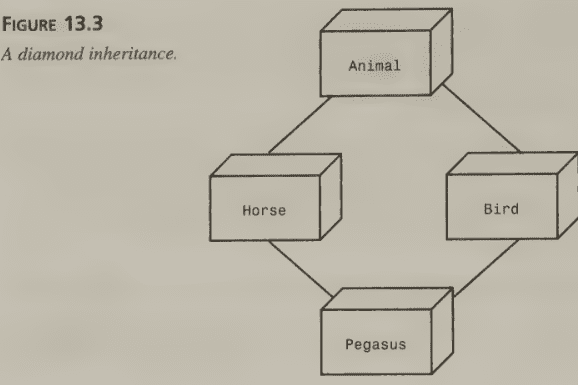 FIGURE 13.3
A diamond inheritance.
Animal
Horse
Bird
Pegasus